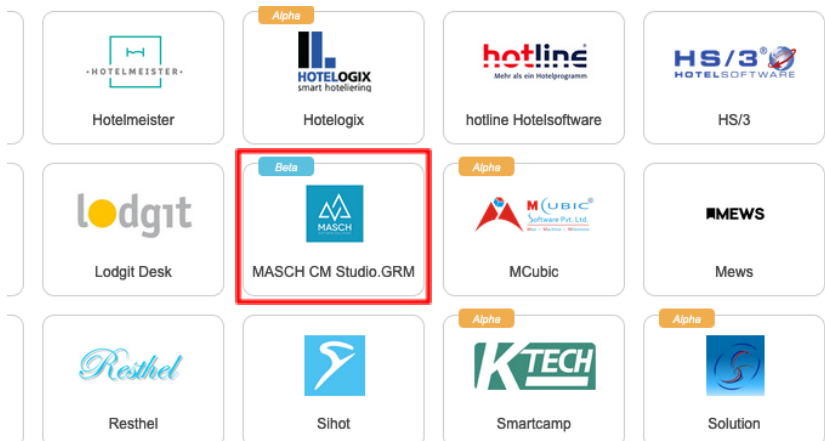 Alpha
HOTELMEISTER
HOTELOGIX
smart hoteliering
hotline
Mehr als ein Hotelprogramm
HS/3®
HOTELSOFTWARE
Hotelmeister
Hotelogix
hotline Hotelsoftware
HS/3
Beta
Alpha
lodgit
MASCH
MCUBIC®
Software Pvt. Ltd.
MEWS
Lodgit Desk
MASCH CM Studio.GRM
MCubic
Mews
Alpha
Alpha
Resthel
KTECH
Resthel
Sihot
Smartcamp
Solution